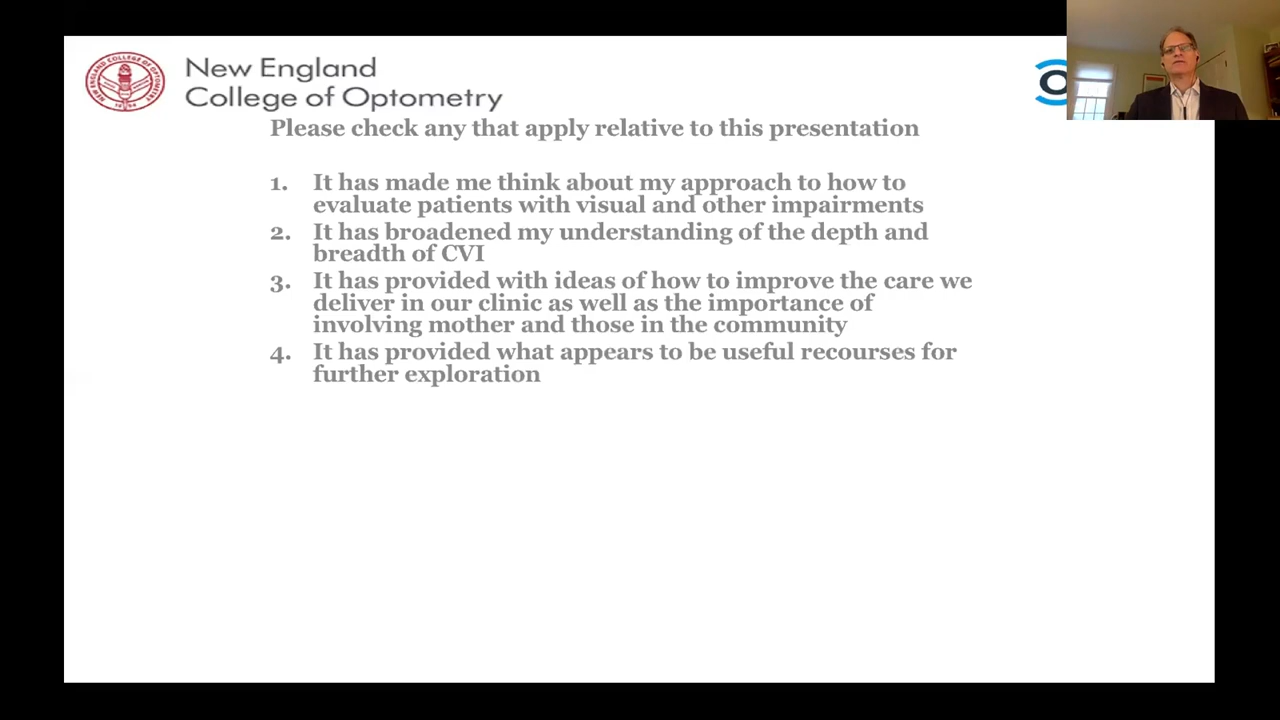 New England
College of Optometry
Please check any that apply relative to this presentation
1. It has made me think about my approach to how to
evaluate patients with visual and other impairments
2. It has broadened my understanding of the depth and
breadth of CVI
3. It has provided with ideas of how to improve the care we
deliver in our clinic as well as the importance of
involving mother and those in the community
4. It has provided what appears to be useful recourses for
further exploration